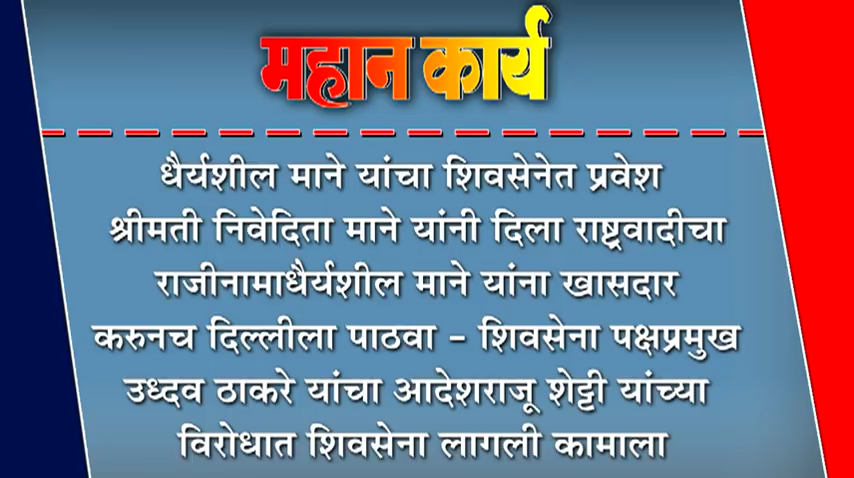 महान कार्य
धैर्यशील माने यांचा शिवसेनेत प्रवेश
श्रीमती निवेदिता माने यांनी दिला राष्ट्रवादीचा
राजीनामाधैर्यशील माने यांना खासदार
करुनच दिल्लीला पाठवा - शिवसेना पक्षप्रमुख
उध्दव ठाकरे यांचा आदेशराजू शेट्टी यांच्या
विरोधात शिवसेना लागली कामाला